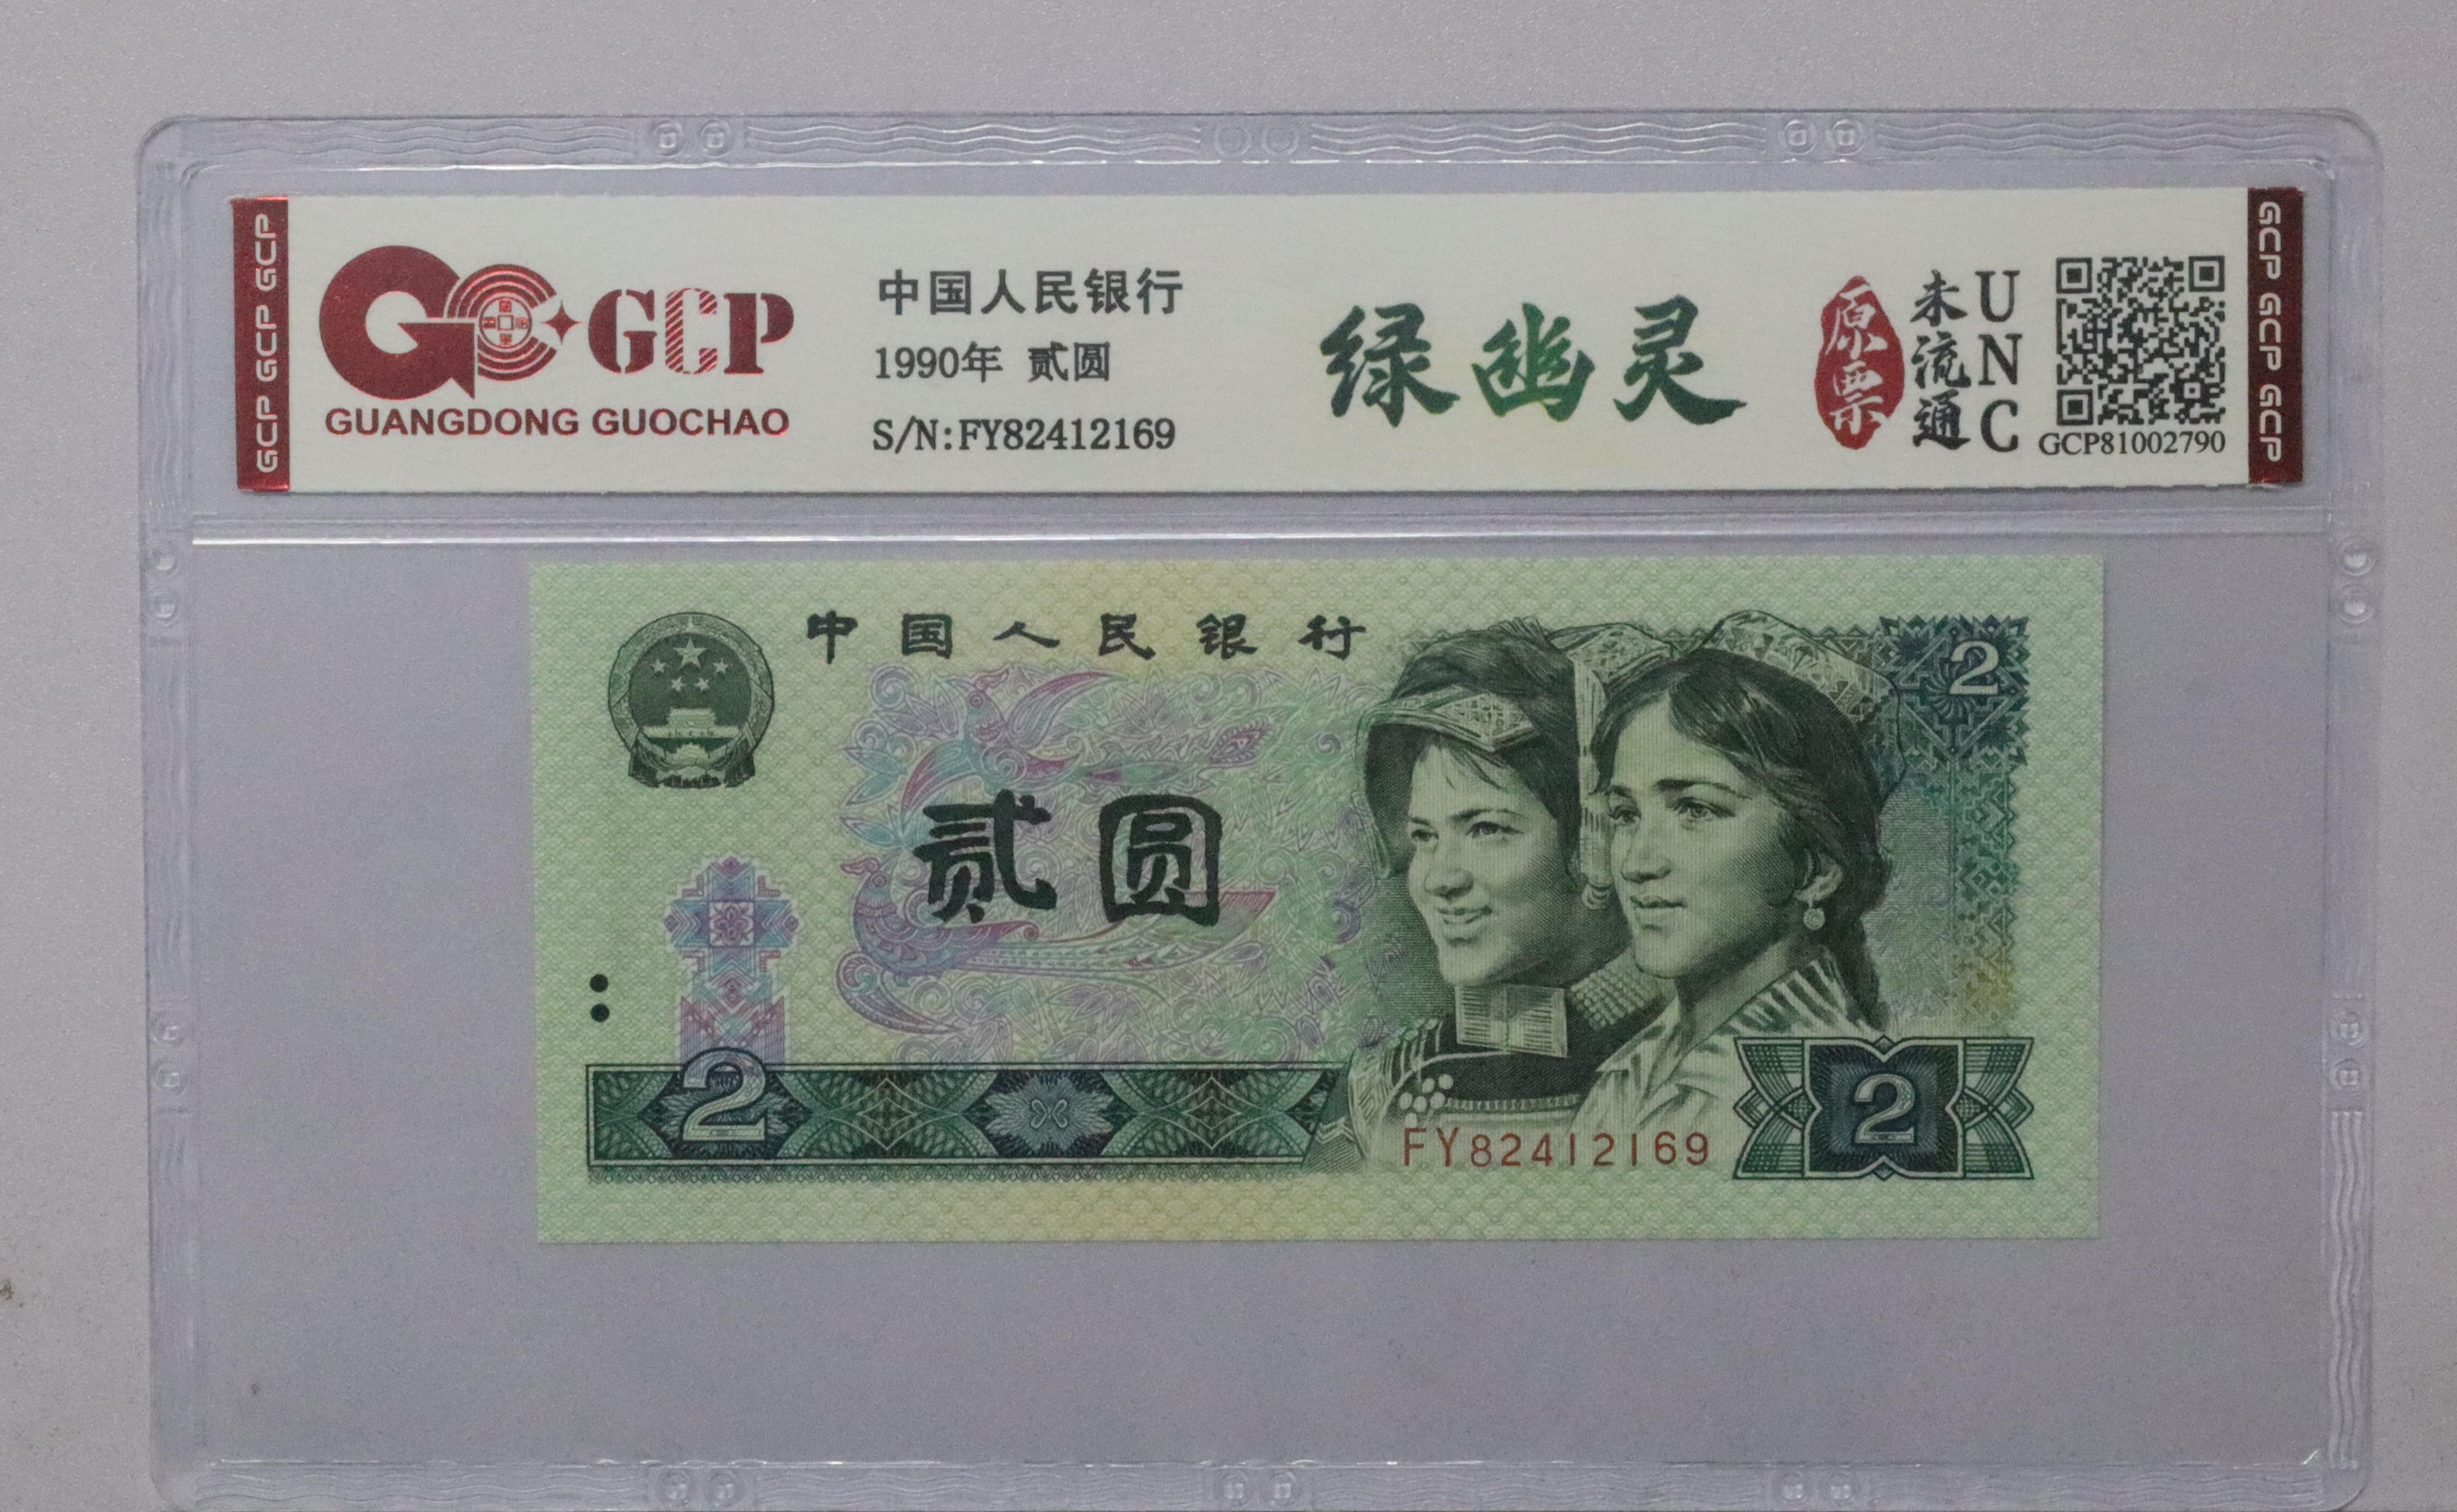 GCP GCP GCP
GCP
GUANGDONG GUOCHAO
中国人民银行
1990年 贰圆
S/N:FY82412169
绿幽灵
原票
未流通
UNC
GCP81002790
GCP GCP GCP
中国人民银行
2
贰圆
2
FY82412169
2